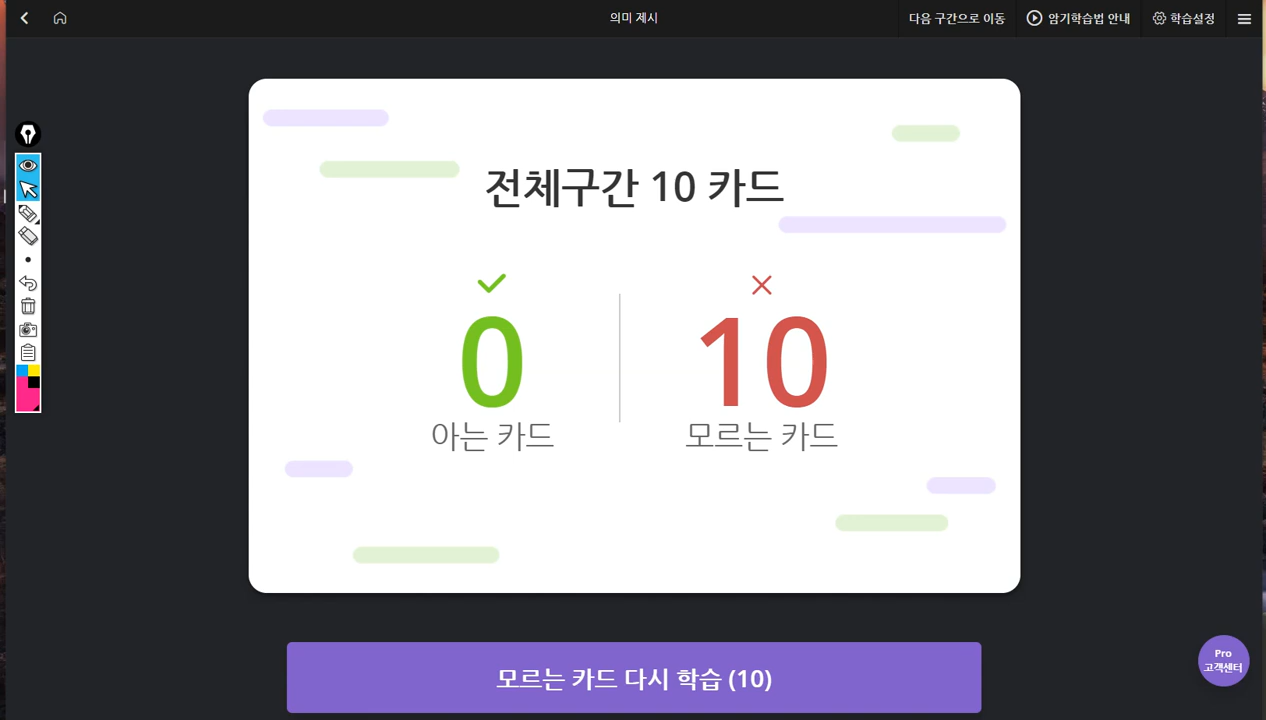 의미 제시
다음 구간으로 이동
암기학습법 안내
학습설정
전체구간 10 카드
0
10
아는 카드
모르는 카드
모르는 카드 다시 학습 (10)
Pro
고객센터